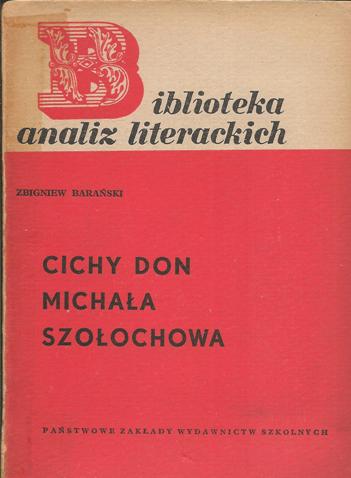 Biblioteka
analiz literackich
ZBIGNIEW BARAŃSKI
CICHY DON
MICHAŁA
SZOŁOCHOWA
PAŃSTWOWE ZAKŁADY WYDAWNICTW SZKOLNYCH